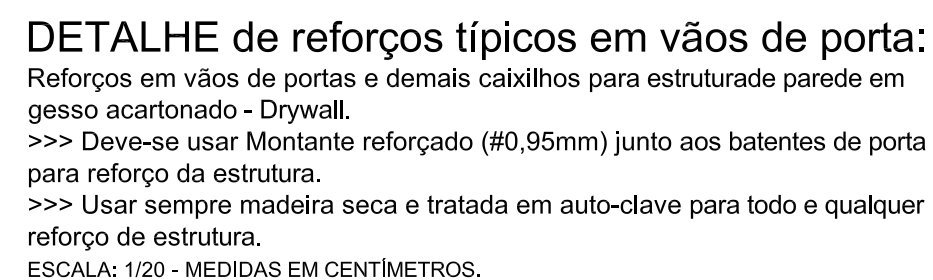 DETALHE de reforços típicos em vãos de porta:
Reforços em vãos de portas e demais caixilhos para estruturade parede em
gesso acartonado - Drywall.
>>> Deve-se usar Montante reforçado (#0,95mm) junto aos batentes de porta
para reforço da estrutura.
>>> Usar sempre madeira seca e tratada em auto-clave para todo e qualquer
reforço de estrutura.
ESCALA: 1/20 - MEDIDAS EM CENTÍMETROS.